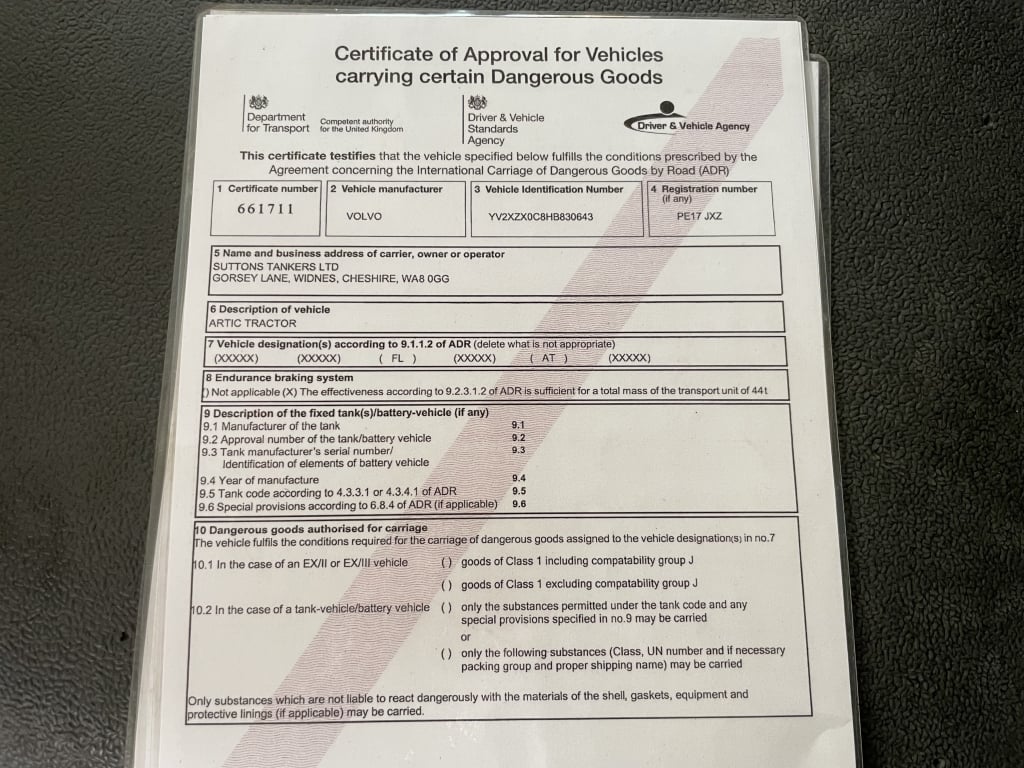 Certificate of Approval for Vehicles
carrying certain Dangerous Goods
Department
for Transport
Competent authority
for the United Kingdom
Driver & Vehicle
Standards
Agency
Driver & Vehicle Agency
This certificate testifies that the vehicle specified below fulfills the conditions prescribed by the
Agreement concerning the International Carriage of Dangerous Goods by Road (ADR)
1 Certificate number
661711
2 Vehicle manufacturer
VOLVO
3 Vehicle Identification Number
YV2XZX0C8HB830643
4 Registration number
(if any)
PE17 JXZ
5 Name and business address of carrier, owner or operator
SUTTONS TANKERS LTD
GORSEY LANE, WIDNES, CHESHIRE, WA8 0GG
6 Description of vehicle
ARTIC TRACTOR
7 Vehicle designation(s) according to 9.1.1.2 of ADR (delete what is not appropriate)
(XXXXX) (XXXXX) ( FL ) (XXXXX) ( AT ) (XXXXX)
8 Endurance braking system
() Not applicable (X) The effectiveness according to 9.2.3.1.2 of ADR is sufficient for a total mass of the transport unit of 44t
9 Description of the fixed tank(s)/battery-vehicle (if any)
9.1 Manufacturer of the tank 9.1
9.2 Approval number of the tank/battery vehicle 9.2
9.3 Tank manufacturer's serial number/ 9.3
Identification of elements of battery vehicle
9.4 Year of manufacture 9.4
9.5 Tank code according to 4.3.3.1 or 4.3.4.1 of ADR 9.5
9.6 Special provisions according to 6.8.4 of ADR (if applicable) 9.6
10 Dangerous goods authorised for carriage
The vehicle fulfils the conditions required for the carriage of dangerous goods assigned to the vehicle designation(s) in no.7
10.1 In the case of an EX/II or EX/III vehicle ( ) goods of Class 1 including compatability group J
( ) goods of Class 1 excluding compatability group J
10.2 In the case of a tank-vehicle/battery vehicle ( ) only the substances permitted under the tank code and any
special provisions specified in no.9 may be carried
or
( ) only the following substances (Class, UN number and if necessary
packing group and proper shipping name) may be carried
Only substances which are not liable to react dangerously with the materials of the shell, gaskets, equipment and
protective linings (if applicable) may be carried.